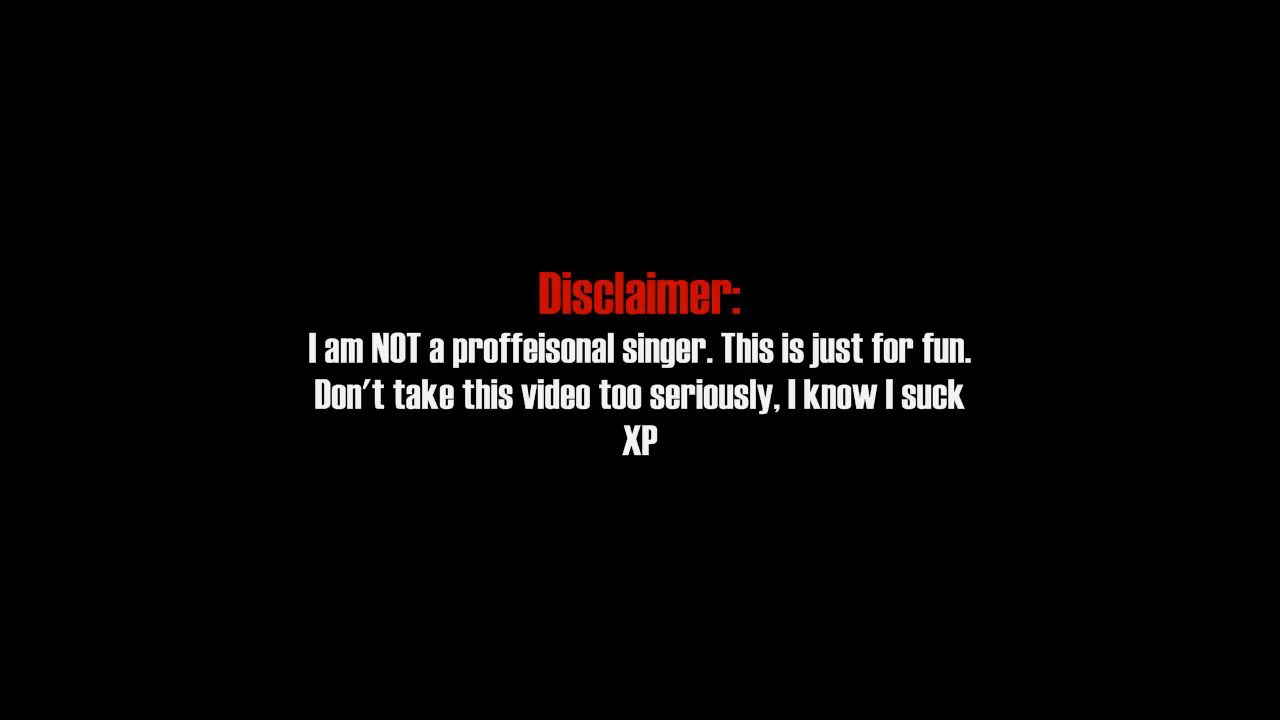 Disclaimer:
I am NOT a proffeisonal singer. This is just for fun.
Don't take this video too seriously, I know I suck
XP